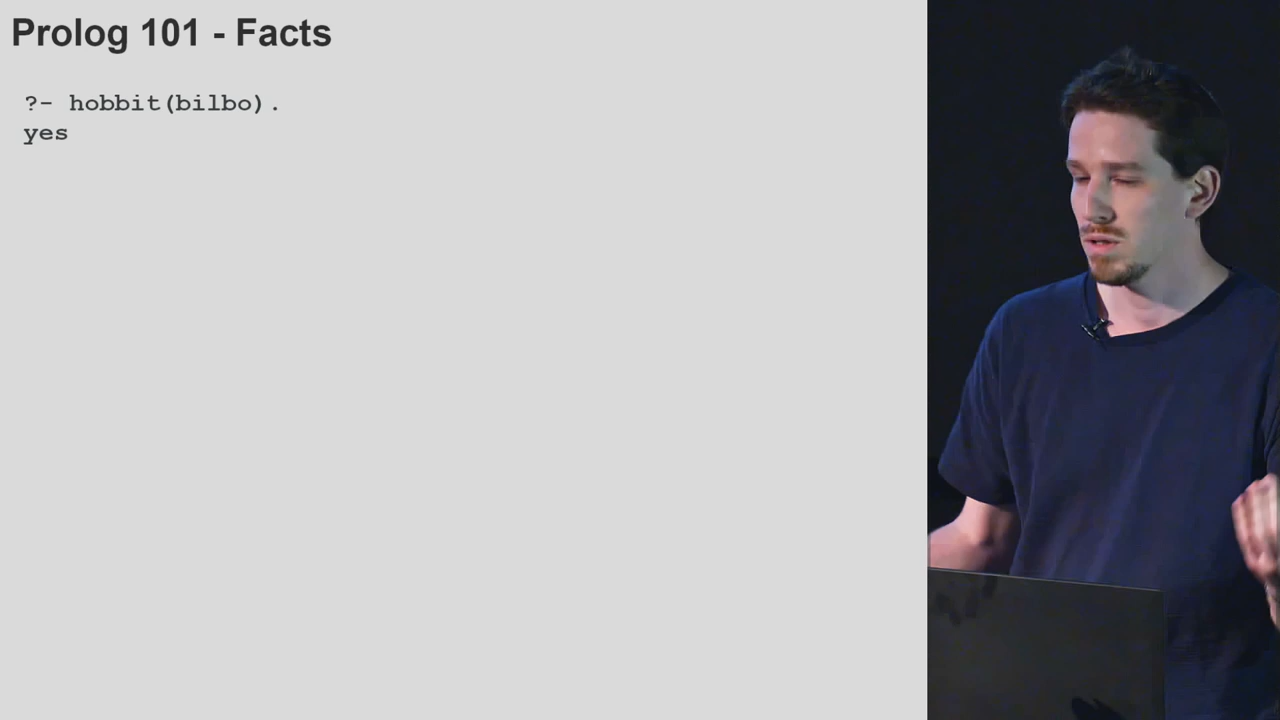 Prolog 101 - Facts
?- hobbit(bilbo).
yes